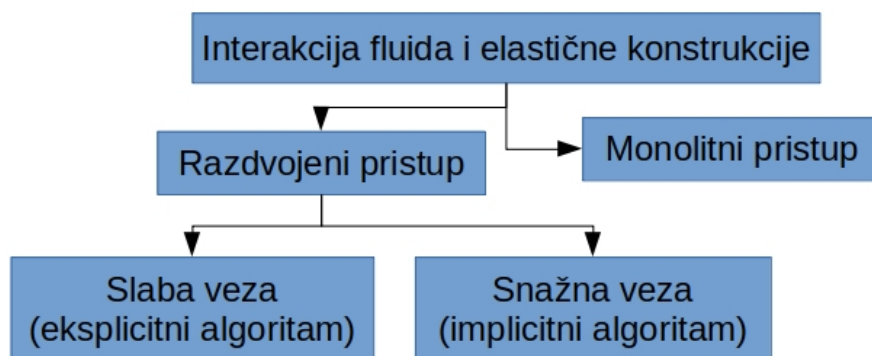 Interakcija fluida i elastične konstrukcije
Razdvojeni pristup
Monolitni pristup
Slaba veza
(eksplicitni algoritam)
Snažna veza
(implicitni algoritam)